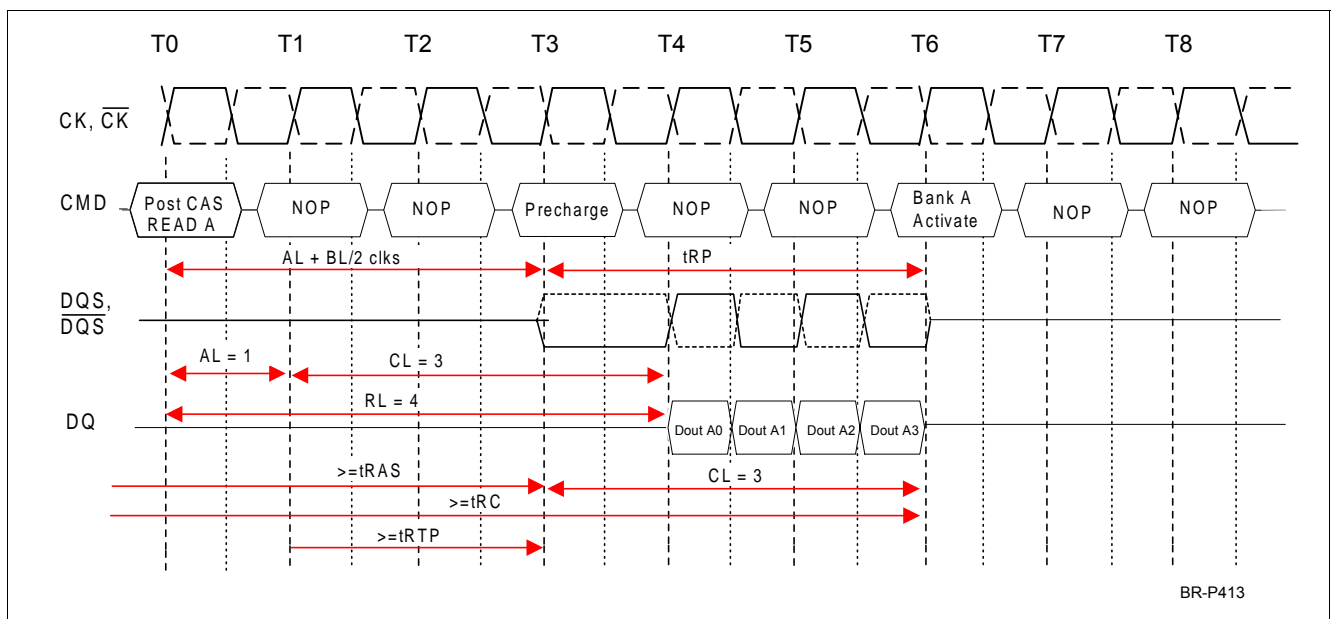 T0 T1 T2 T3 T4 T5 T6 T7 T8
CK, CK
CMD
Post CAS
READ A
NOP
NOP
Precharge
NOP
NOP
Bank A
Activate
NOP
NOP
AL + BL/2 clks
tRP
DQS,
DQS
AL = 1
CL = 3
RL = 4
DQ
Dout A0
Dout A1
Dout A2
Dout A3
>=tRAS
CL = 3
>=tRC
>=tRTP
BR-P413